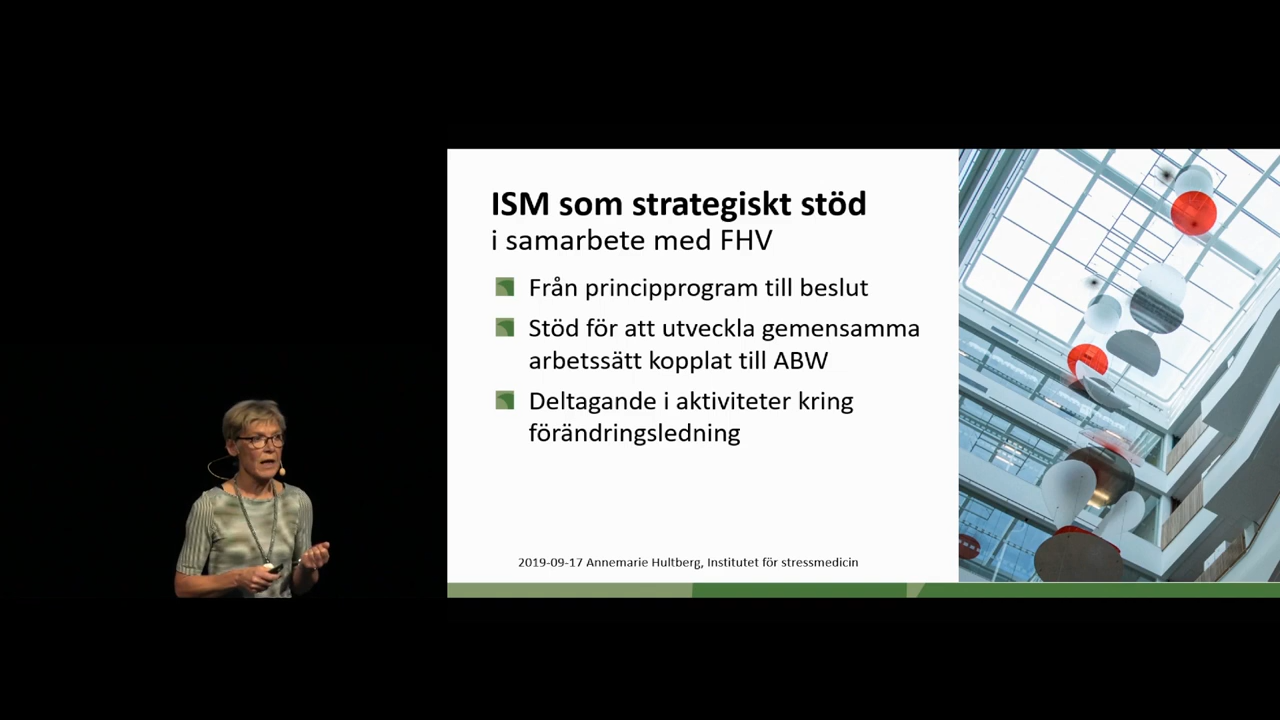 ISM som strategiskt stöd
i samarbete med FHV
Från principprogram till beslut
Stöd för att utveckla gemensamma
arbetssätt kopplat till ABW
Deltagande i aktiviteter kring
förändringsledning
2019-09-17 Annemarie Hultberg, Institutet för stressmedicin